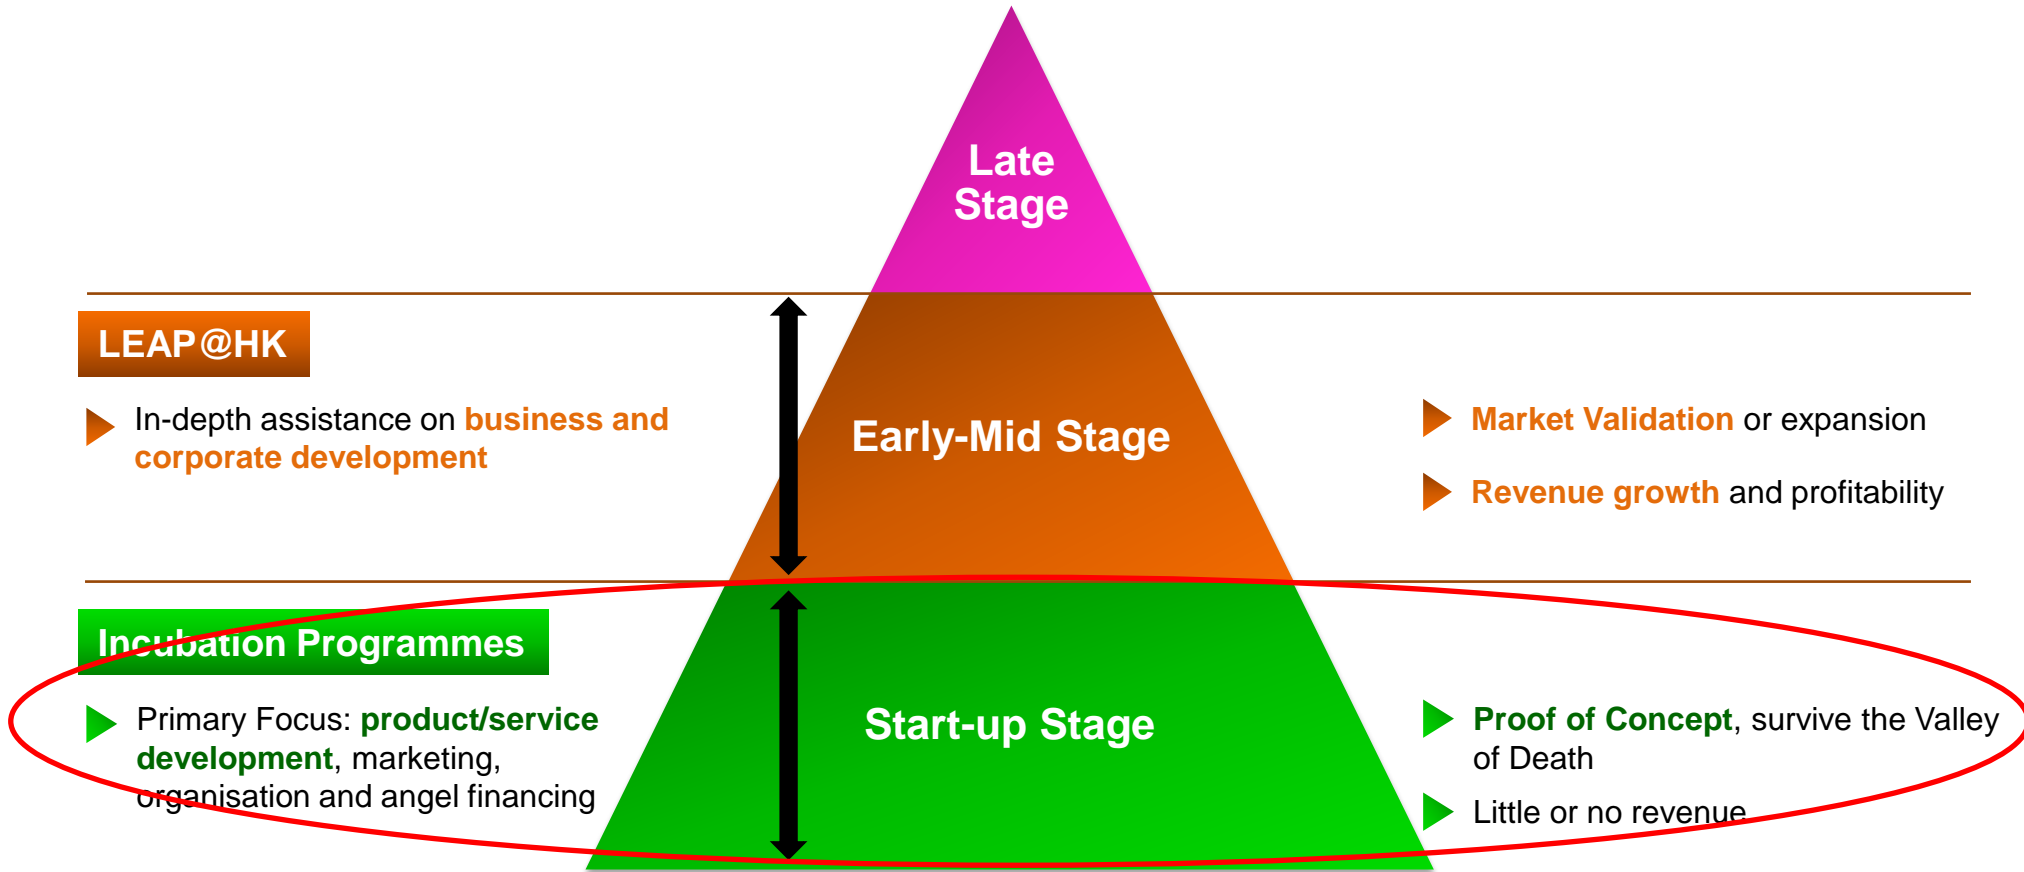 Late
Stage
LEAP@HK
In-depth assistance on business and
corporate development
Early-Mid Stage
Market Validation or expansion
Revenue growth and profitability
Incubation Programmes
Primary Focus: product/service
development, marketing,
organisation and angel financing
Start-up Stage
Proof of Concept, survive the Valley
of Death
Little or no revenue